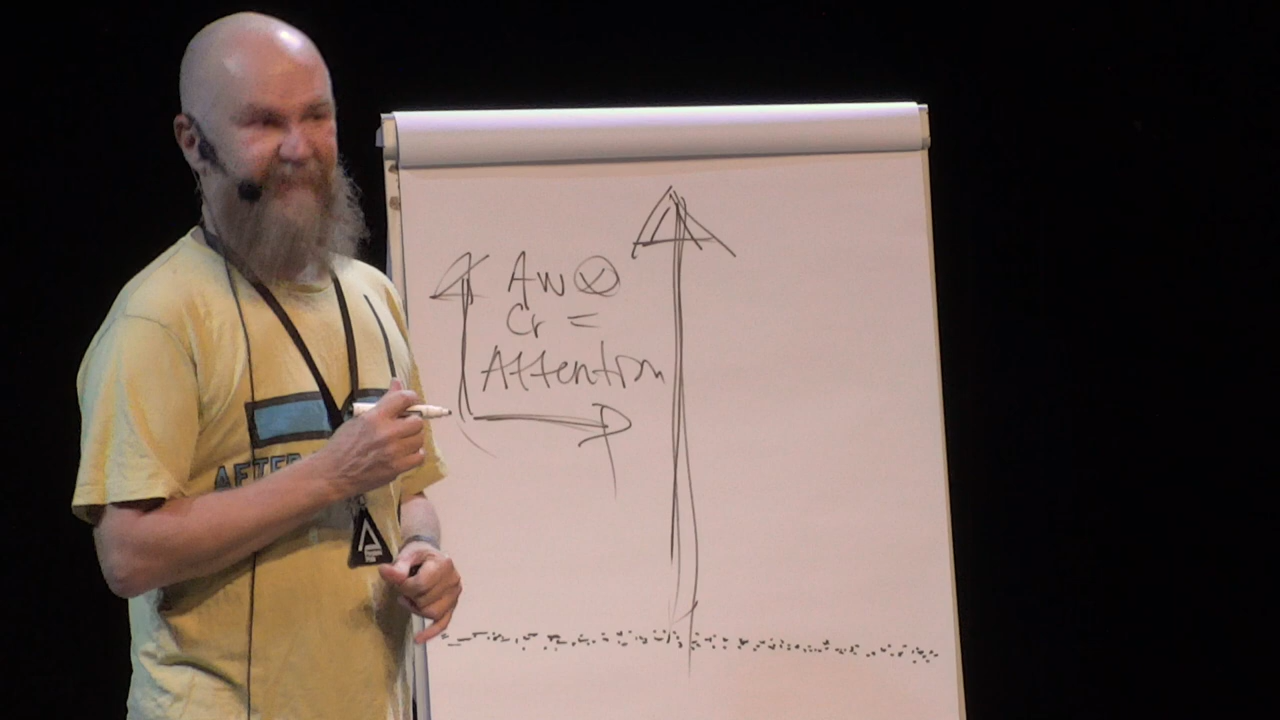 Aw ⊗
Cr =
Attention
AFTER